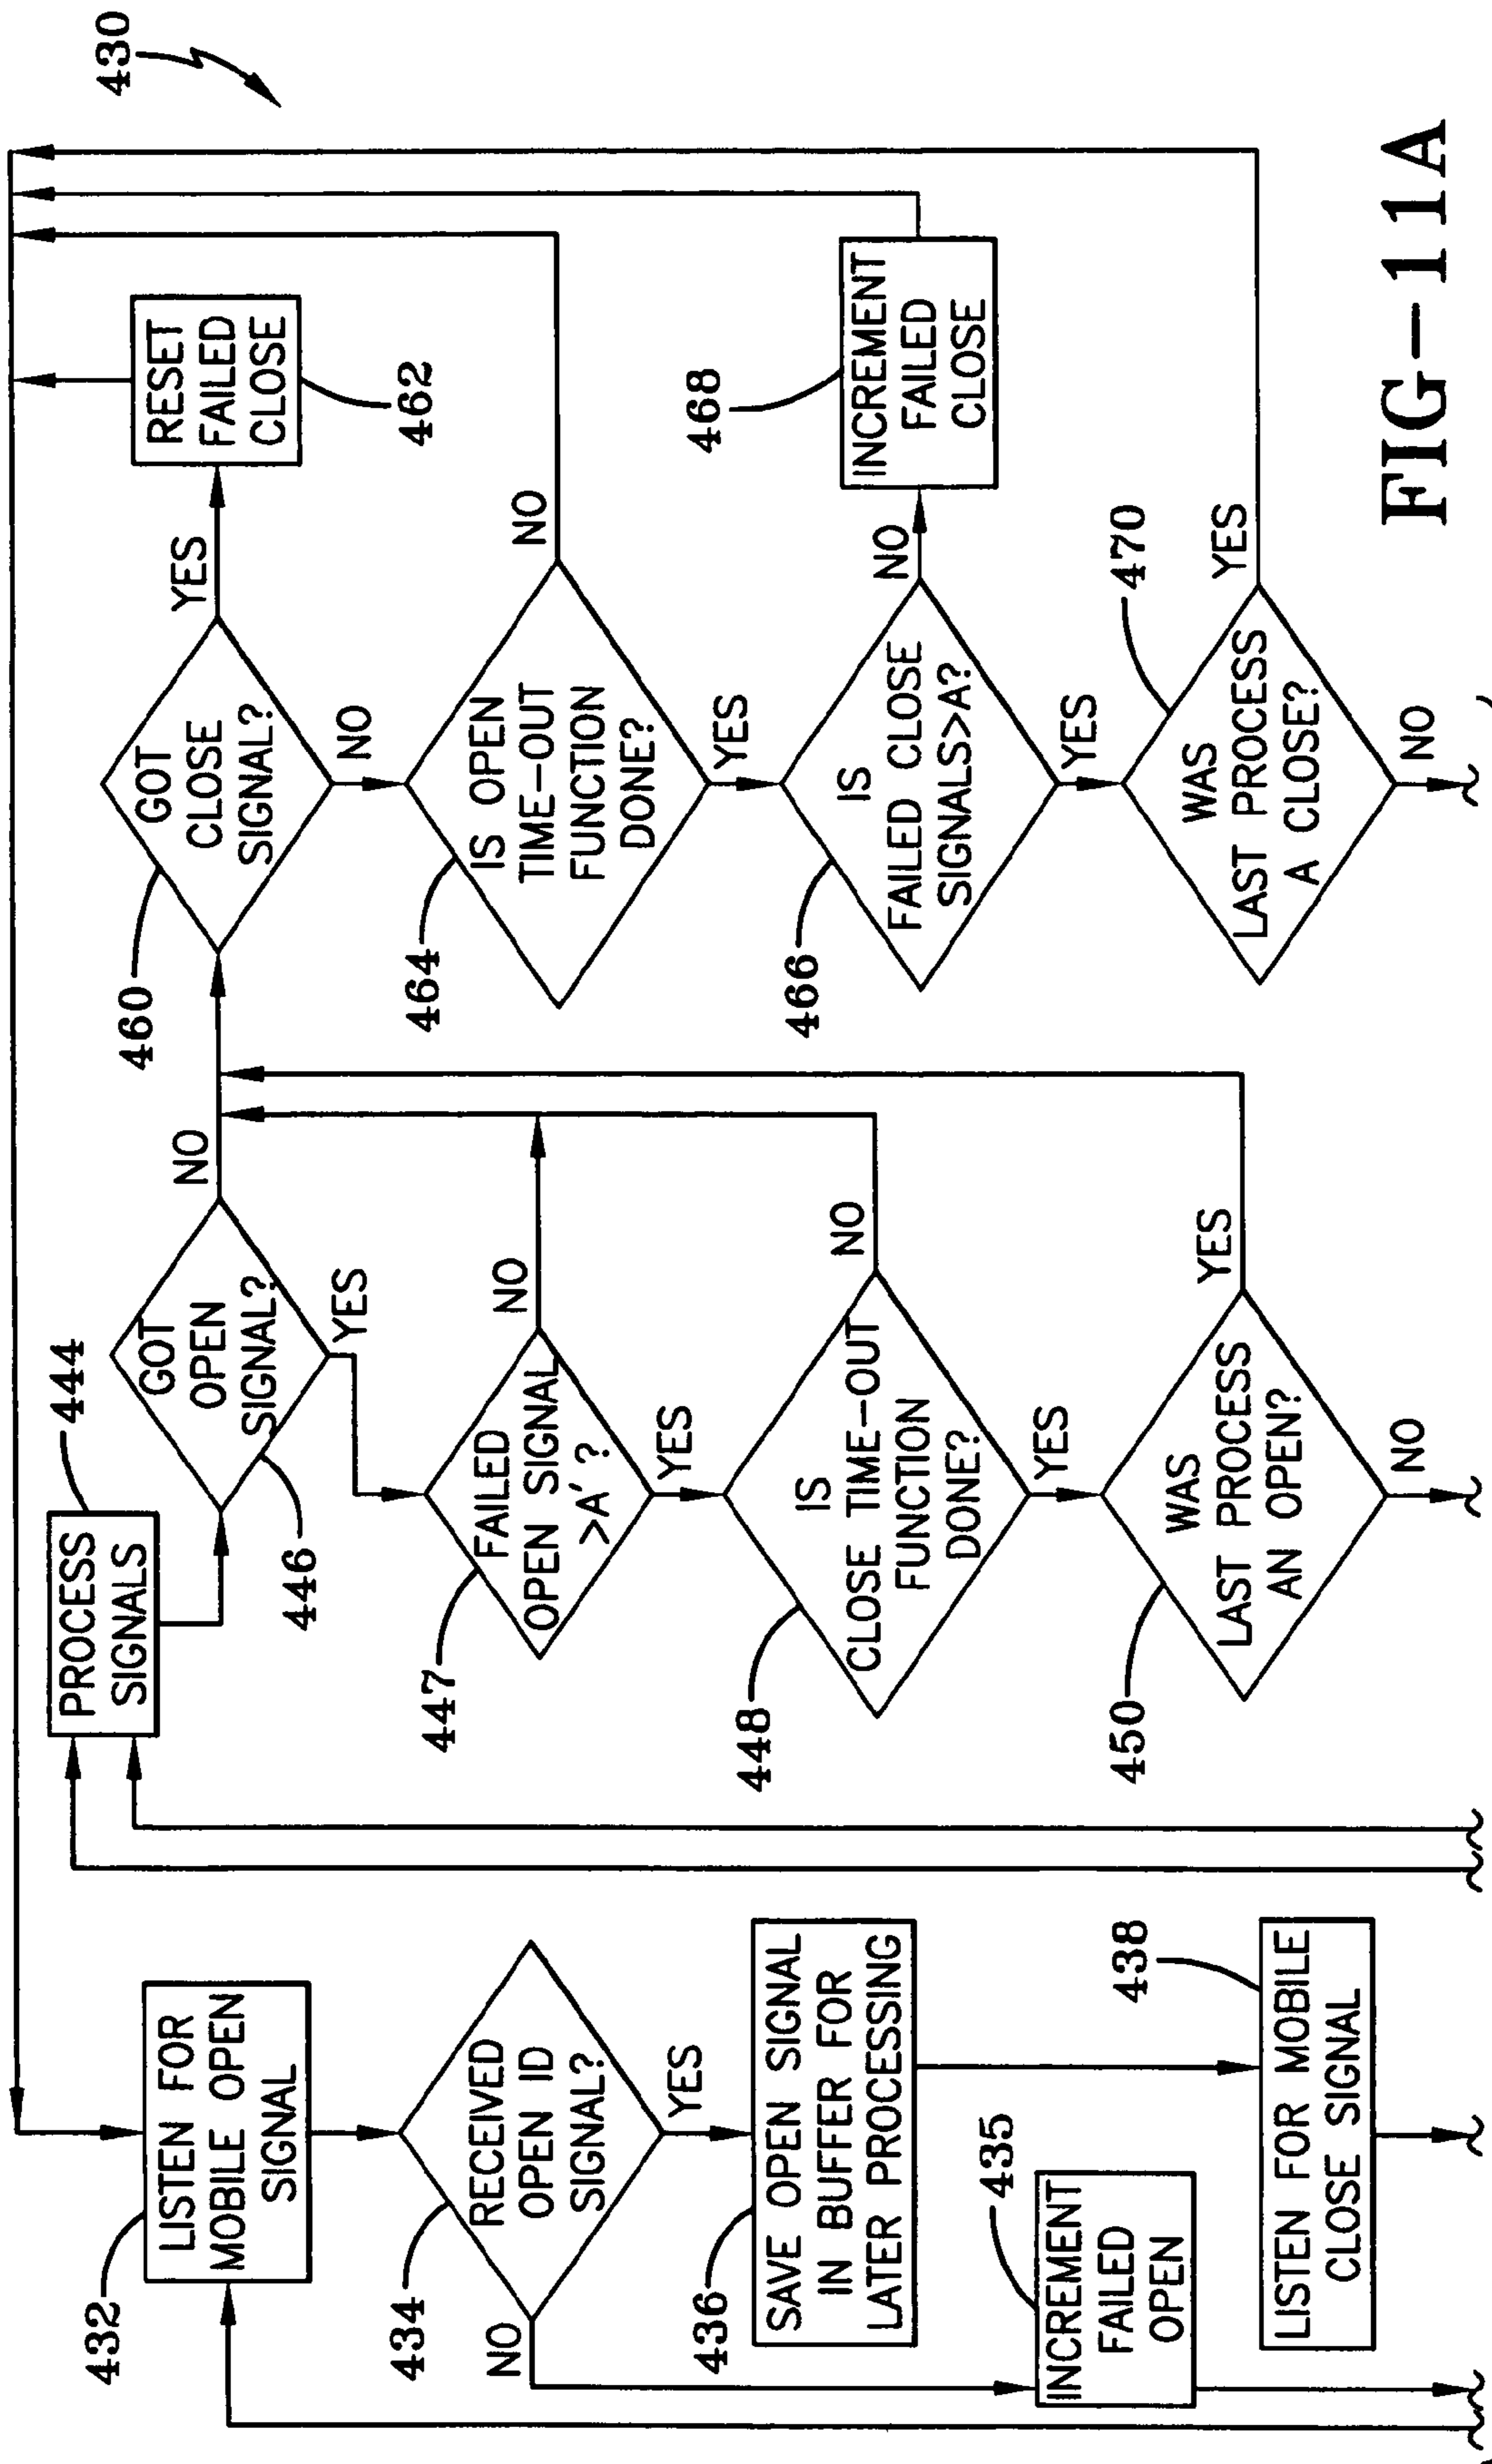 430
432
LISTEN FOR
MOBILE OPEN
SIGNAL
434
RECEIVED
OPEN ID
SIGNAL?
NO
YES
436
SAVE OPEN SIGNAL
IN BUFFER FOR
LATER PROCESSING
435
INCREMENT
FAILED
OPEN
438
LISTEN FOR MOBILE
CLOSE SIGNAL
444
PROCESS
SIGNALS
446
GOT
OPEN
SIGNAL?
NO
YES
447
FAILED
OPEN SIGNAL
>A'?
NO
YES
448
IS
CLOSE TIME-OUT
FUNCTION
DONE?
NO
YES
450
WAS
LAST PROCESS
AN OPEN?
YES
NO
460
GOT
CLOSE
SIGNAL?
YES
NO
RESET
FAILED
CLOSE
462
464
IS OPEN
TIME-OUT
FUNCTION
DONE?
NO
YES
466
IS
FAILED CLOSE
SIGNALS>A?
NO
YES
468
INCREMENT
FAILED
CLOSE
470
WAS
LAST PROCESS
A CLOSE?
YES
NO
FIG-11A